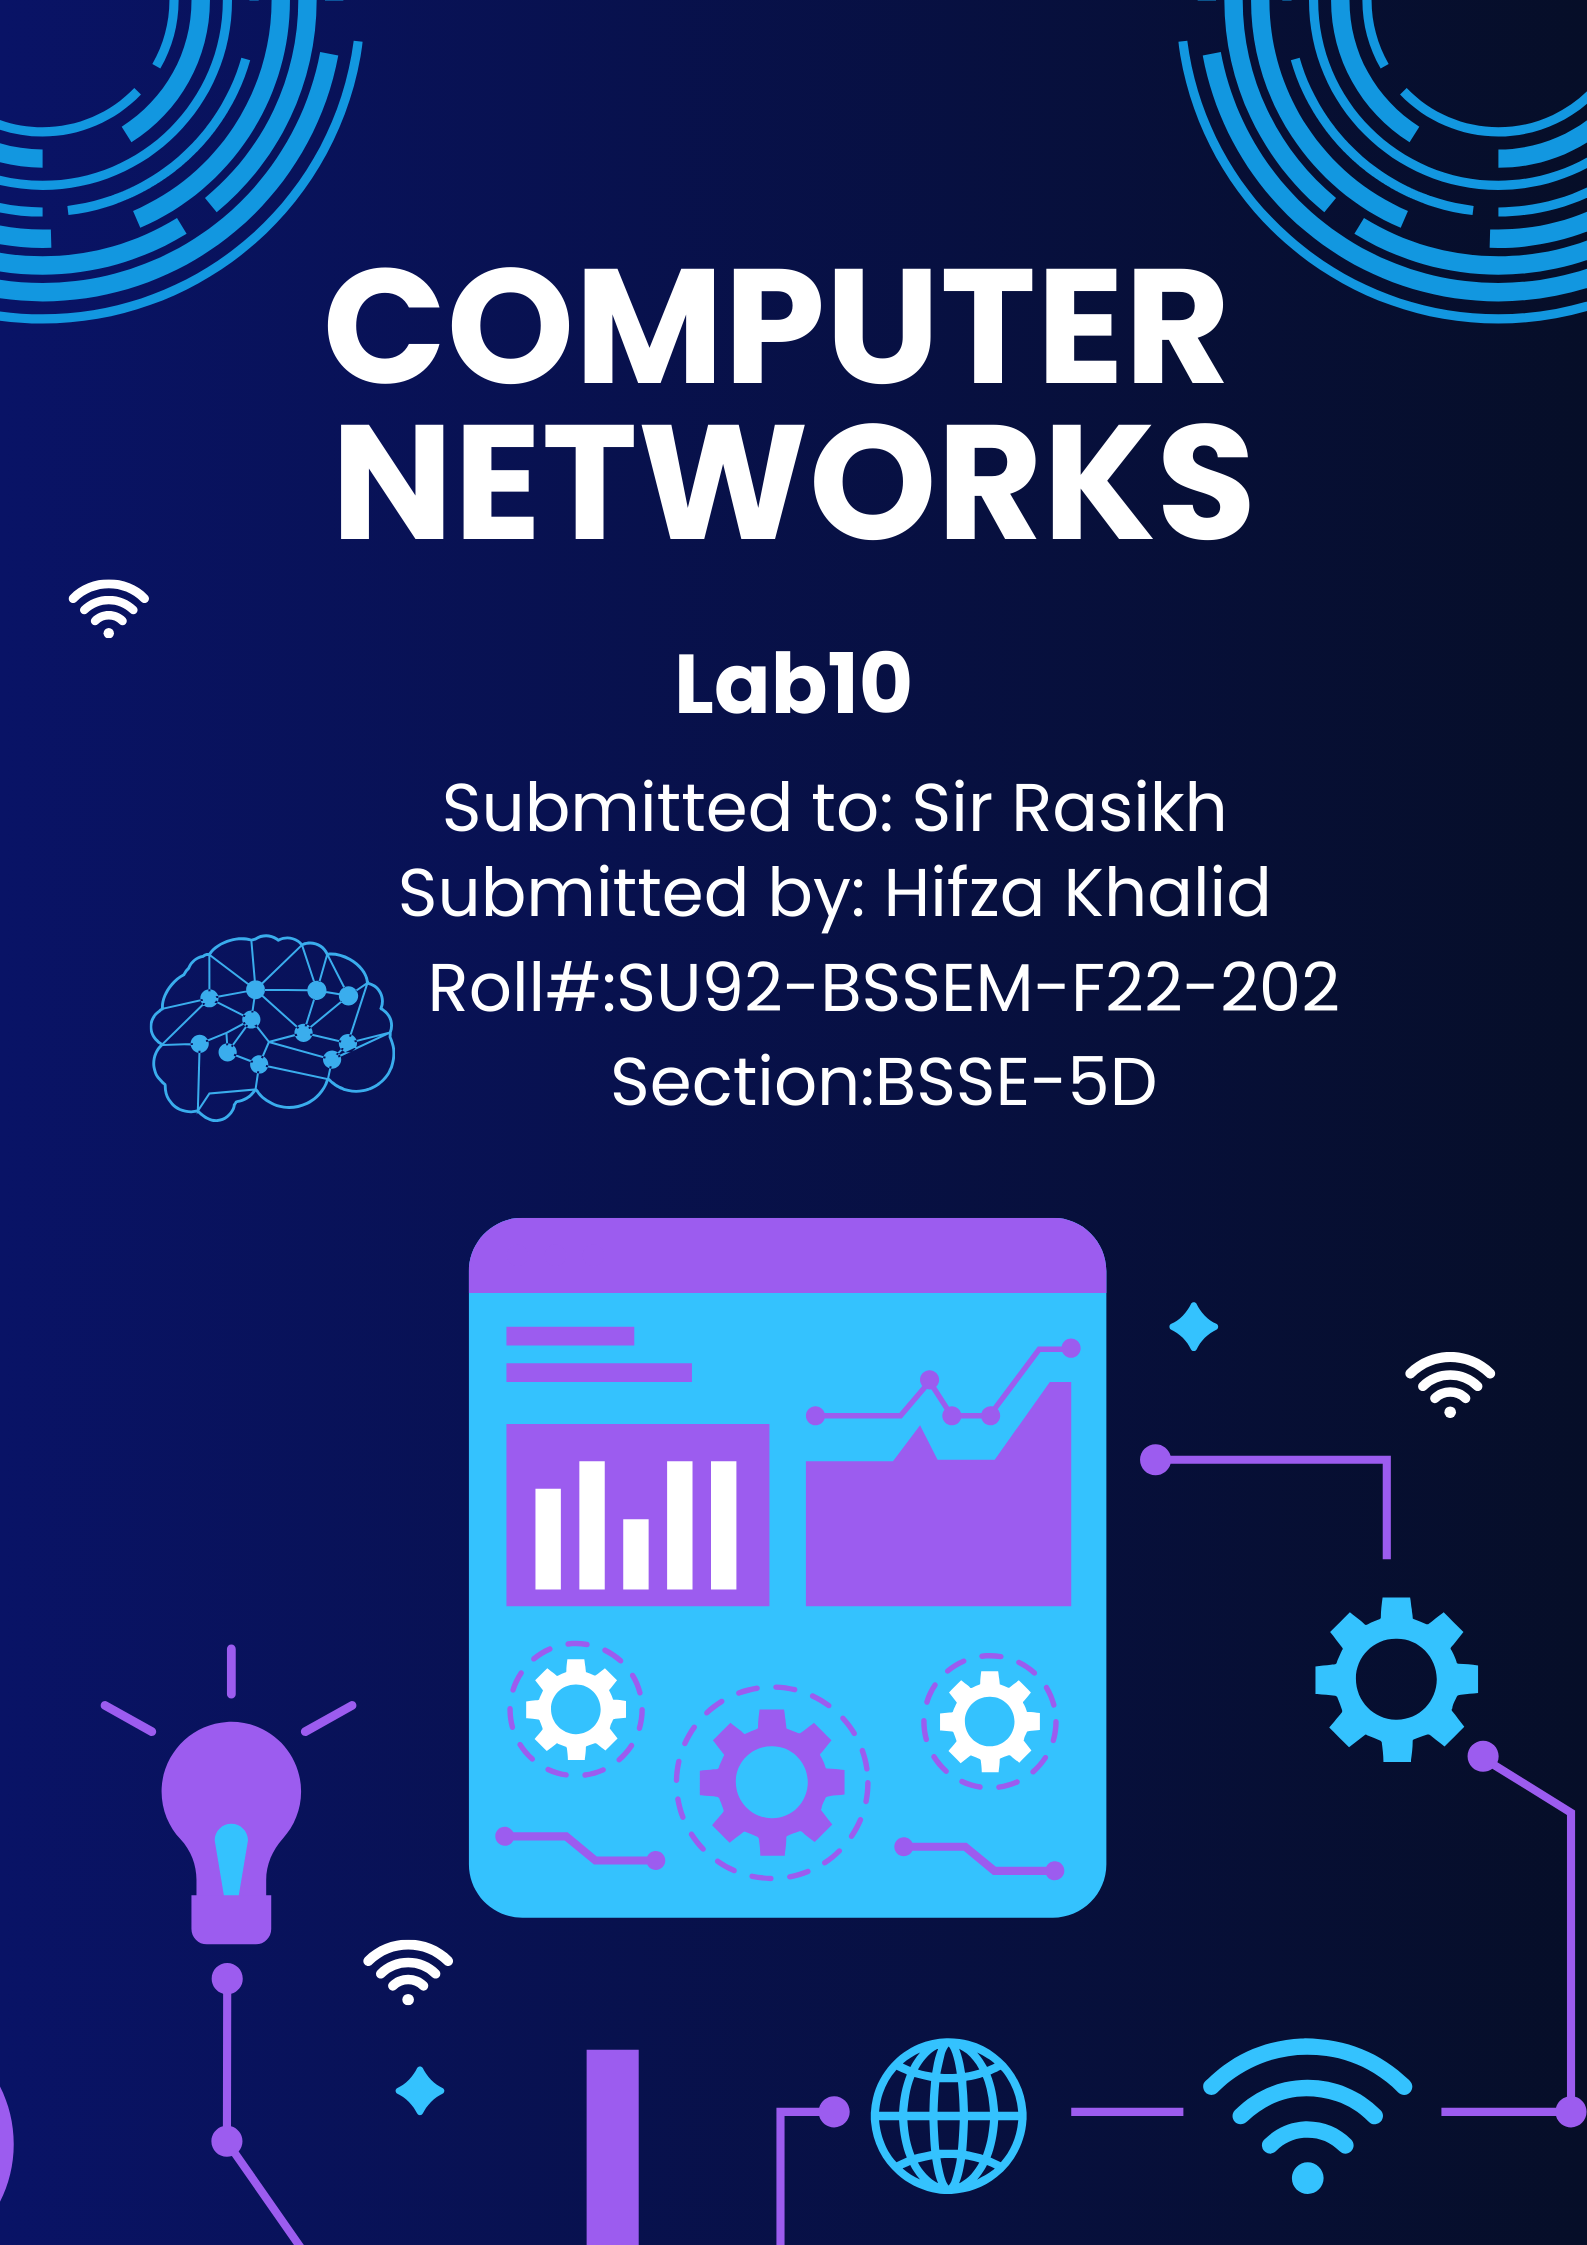 COMPUTER
NETWORKS
Lab10
Submitted to: Sir Rasikh
Submitted by: Hifza Khalid
Roll#:SU92-BSSEM-F22-202
Section:BSSE-5D